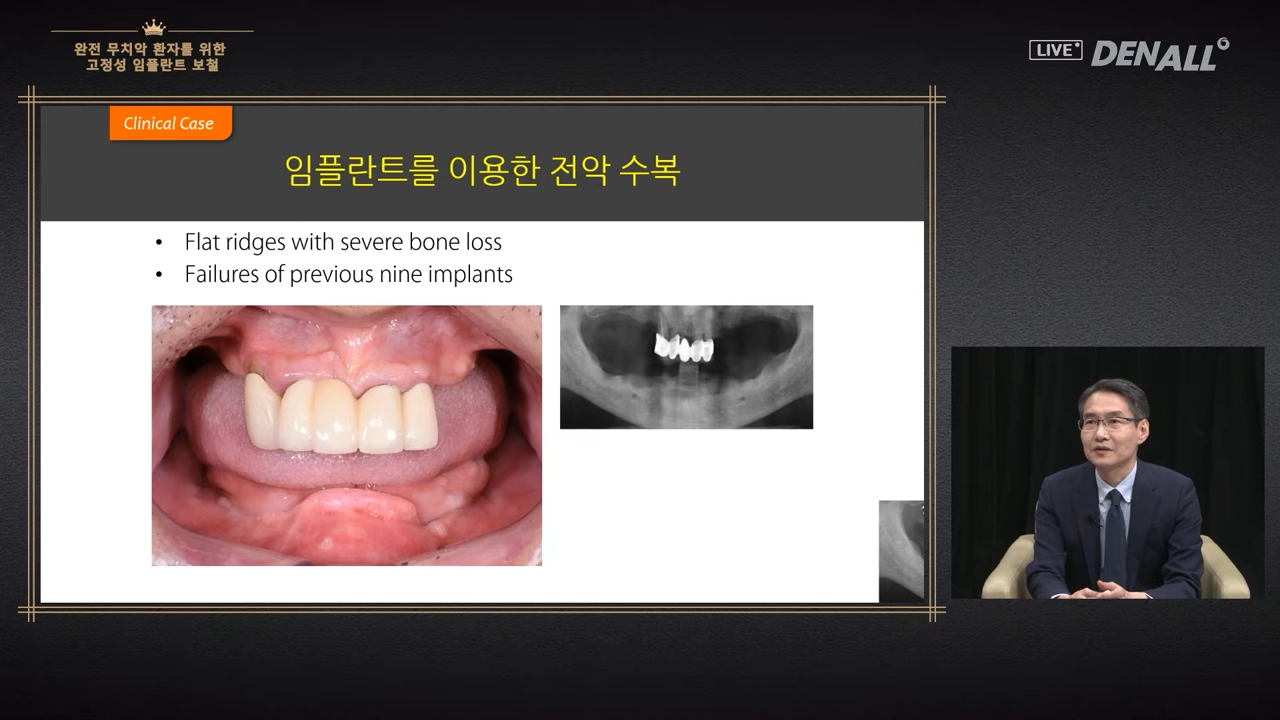 완전 무치악 환자를 위한
고정성 임플란트 보철
LIVE
DENALL
Clinical Case
임플란트를 이용한 전악 수복
• Flat ridges with severe bone loss
• Failures of previous nine implants